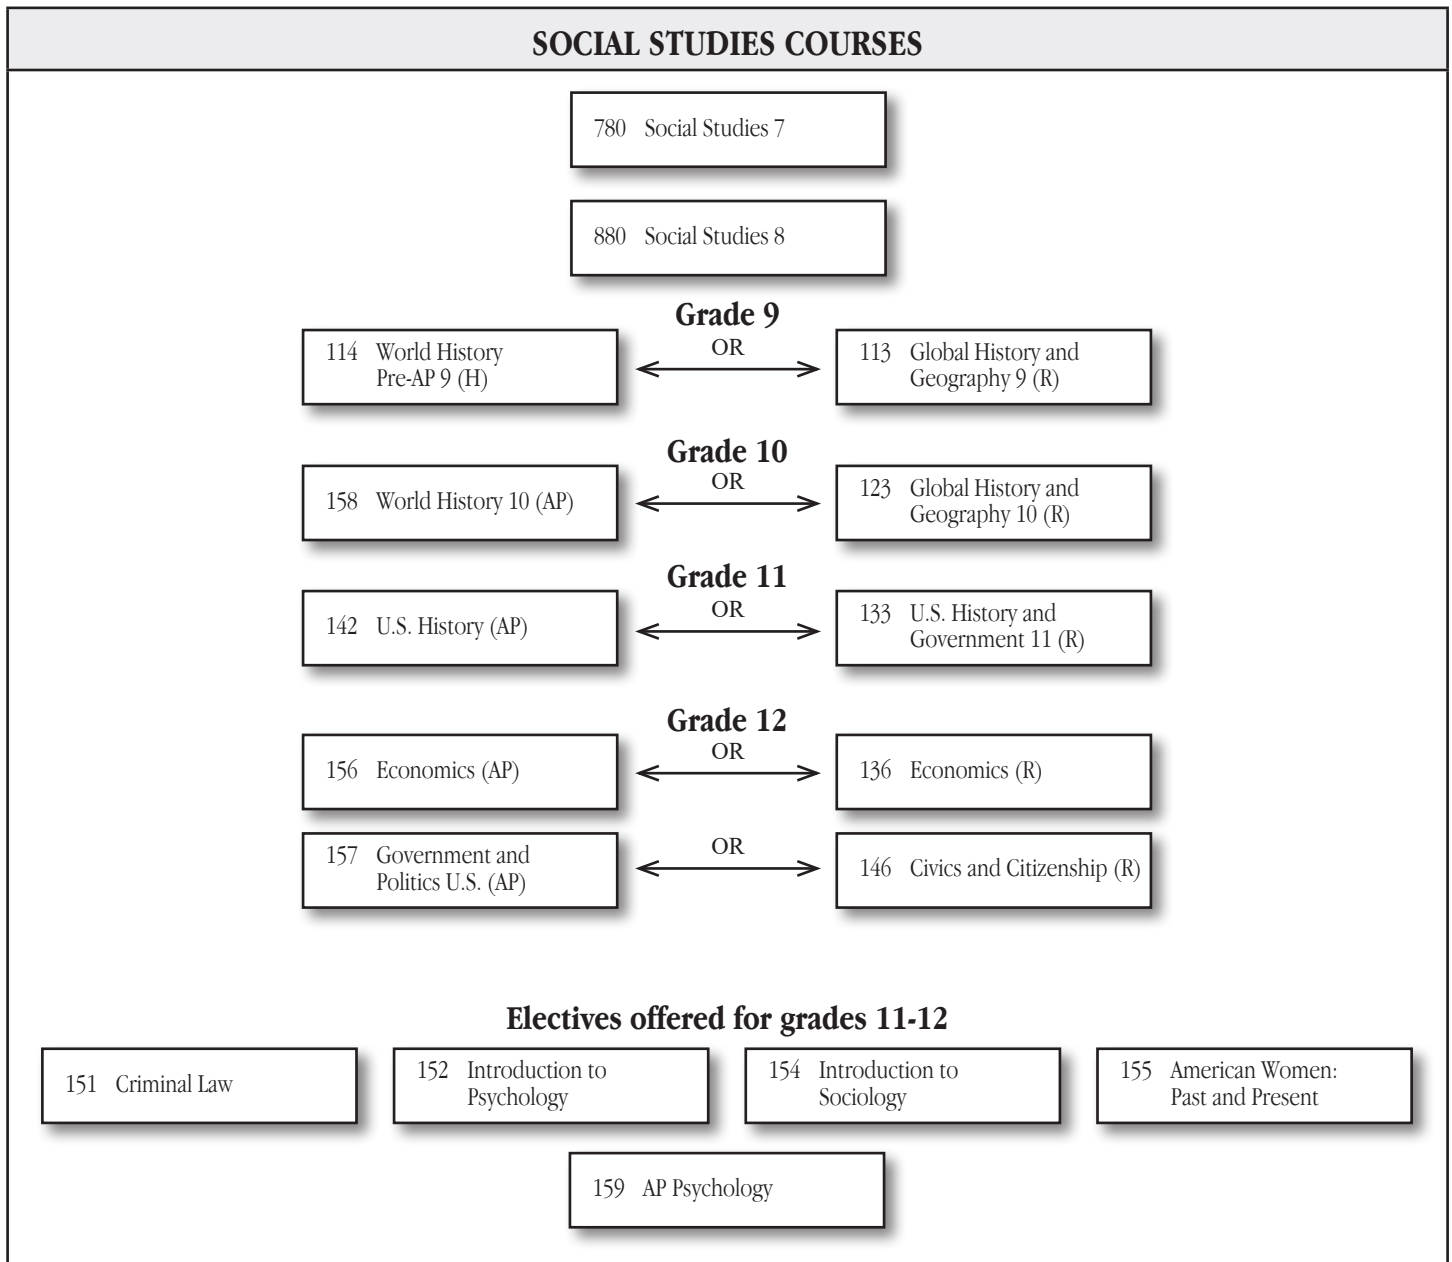 SOCIAL STUDIES COURSES
780 Social Studies 7
880 Social Studies 8
Grade 9
114 World History
Pre-AP 9 (H)
OR
113 Global History and
Geography 9 (R)
Grade 10
158 World History 10 (AP)
OR
123 Global History and
Geography 10 (R)
Grade 11
142 U.S. History (AP)
OR
133 U.S. History and
Government 11 (R)
Grade 12
156 Economics (AP)
OR
136 Economics (R)
157 Government and
Politics U.S. (AP)
OR
146 Civics and Citizenship (R)
Electives offered for grades 11-12
151 Criminal Law
152 Introduction to
Psychology
154 Introduction to
Sociology
155 American Women:
Past and Present
159 AP Psychology